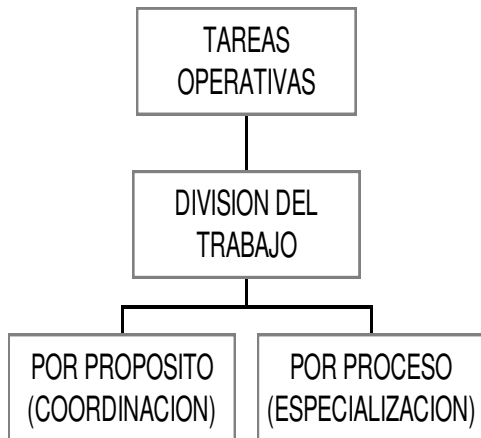 TAREAS
OPERATIVAS
DIVISION DEL
TRABAJO
POR PROPOSITO
(COORDINACION)
POR PROCESO
(ESPECIALIZACION)